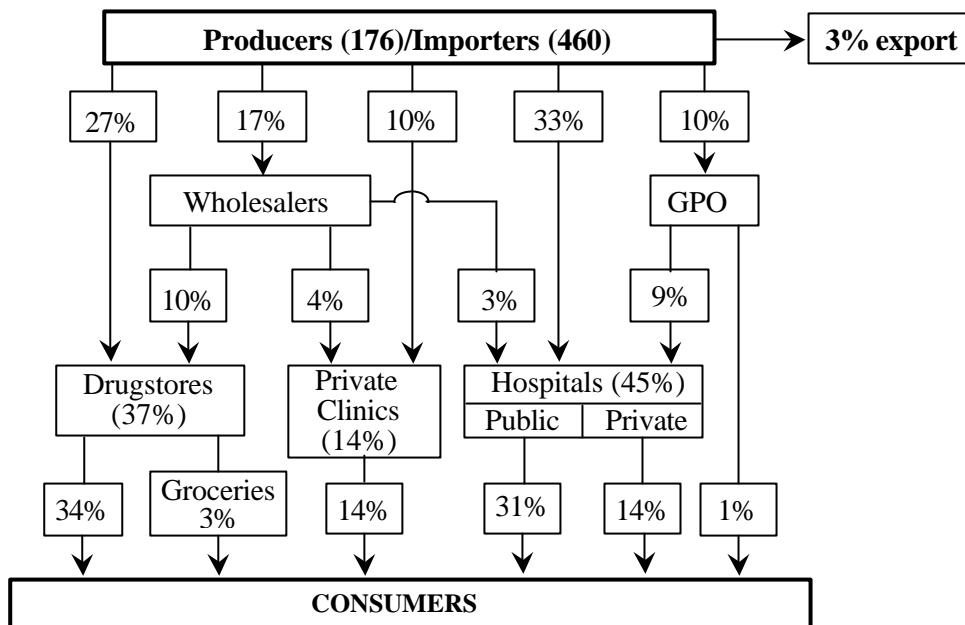 Producers (176)/Importers (460)
3% export
27%
17%
10%
33%
10%
Wholesalers
GPO
10%
4%
3%
9%
Drugstores
(37%)
Private
Clinics
(14%)
Hospitals (45%)
Public
Private
34%
Groceries
3%
14%
31%
14%
1%
CONSUMERS